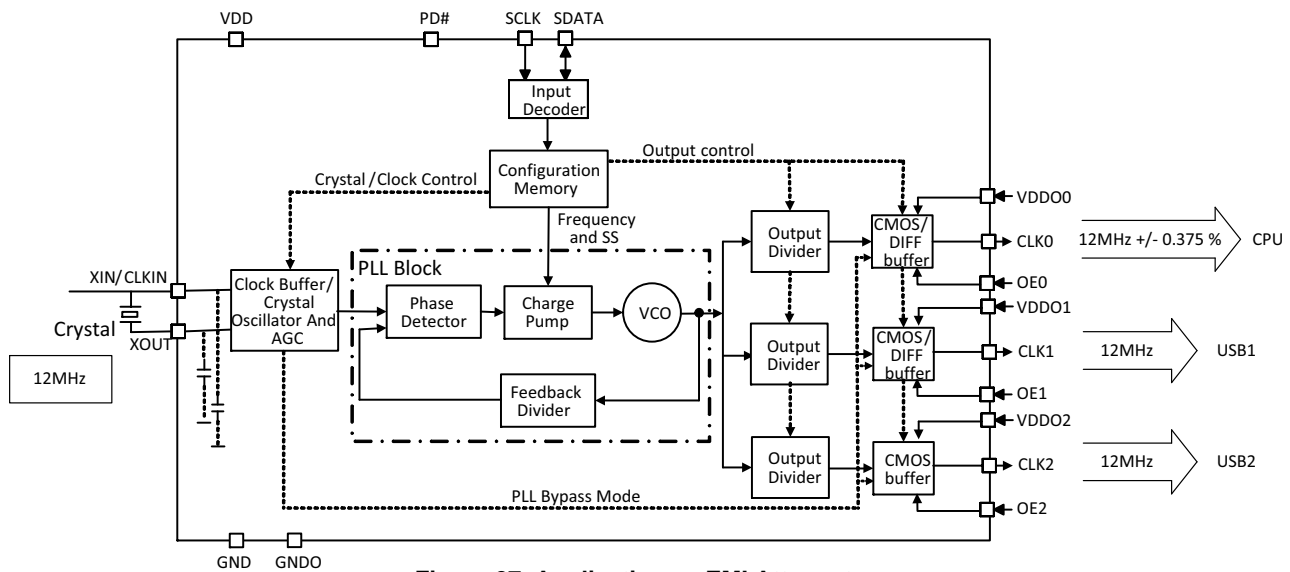 VDD
PD#
SCLK
SDATA
Input
Decoder
Output control
Configuration
Memory
Crystal/Clock Control
Frequency
and SS
VDDO0
CLK0
OE0
12MHz +/- 0.375 %
CPU
Output
Divider
CMOS/
DIFF
buffer
PLL Block
XIN/CLKIN
Crystal
XOUT
Clock Buffer/
Crystal
Oscillator And
AGC
Phase
Detector
Charge
Pump
VCO
VDDO1
CLK1
OE1
12MHz
USB1
Output
Divider
CMOS/
DIFF
buffer
12MHz
Feedback
Divider
VDDO2
CLK2
OE2
12MHz
USB2
Output
Divider
CMOS
buffer
PLL Bypass Mode
GND
GNDO